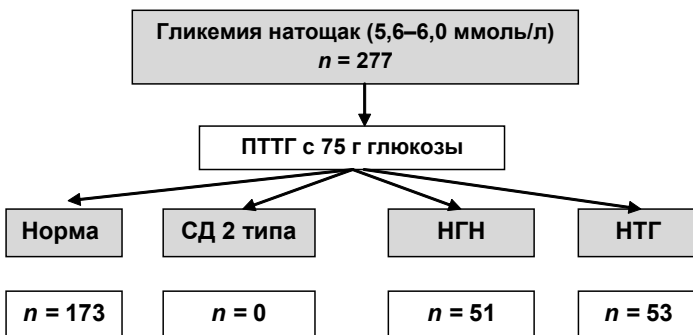 Гликемия натощак (5,6–6,0 ммоль/л)
n = 277
ПТТГ с 75 г глюкозы
Норма
СД 2 типа
НГН
НТГ
n = 173
n = 0
n = 51
n = 53